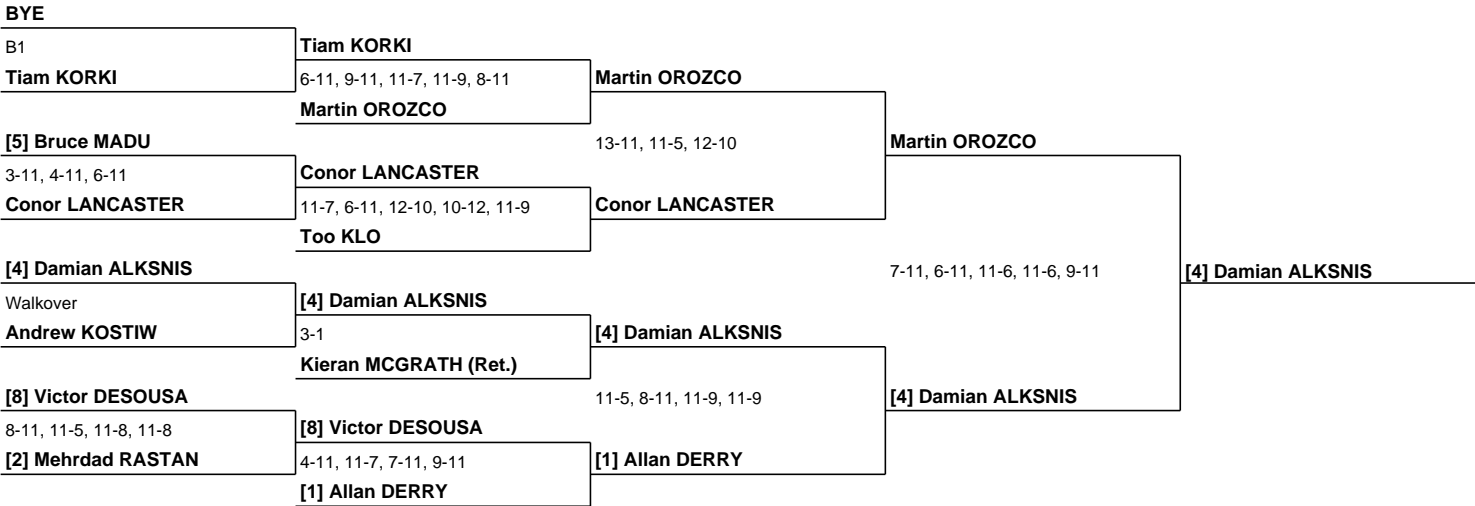 BYE
B1
Tiam KORKI
Tiam KORKI
6-11, 9-11, 11-7, 11-9, 8-11
Martin OROZCO
Martin OROZCO
[5] Bruce MADU
3-11, 4-11, 6-11
Conor LANCASTER
Conor LANCASTER
11-7, 6-11, 12-10, 10-12, 11-9
Too KLO
13-11, 11-5, 12-10
Conor LANCASTER
Martin OROZCO
[4] Damian ALKSNIS
Walkover
Andrew KOSTIW
[4] Damian ALKSNIS
3-1
Kieran MCGRATH (Ret.)
[4] Damian ALKSNIS
[8] Victor DESOUSA
8-11, 11-5, 11-8, 11-8
[2] Mehrdad RASTAN
[8] Victor DESOUSA
4-11, 11-7, 7-11, 9-11
[1] Allan DERRY
11-5, 8-11, 11-9, 11-9
[1] Allan DERRY
[4] Damian ALKSNIS
7-11, 6-11, 11-6, 11-6, 9-11
[4] Damian ALKSNIS